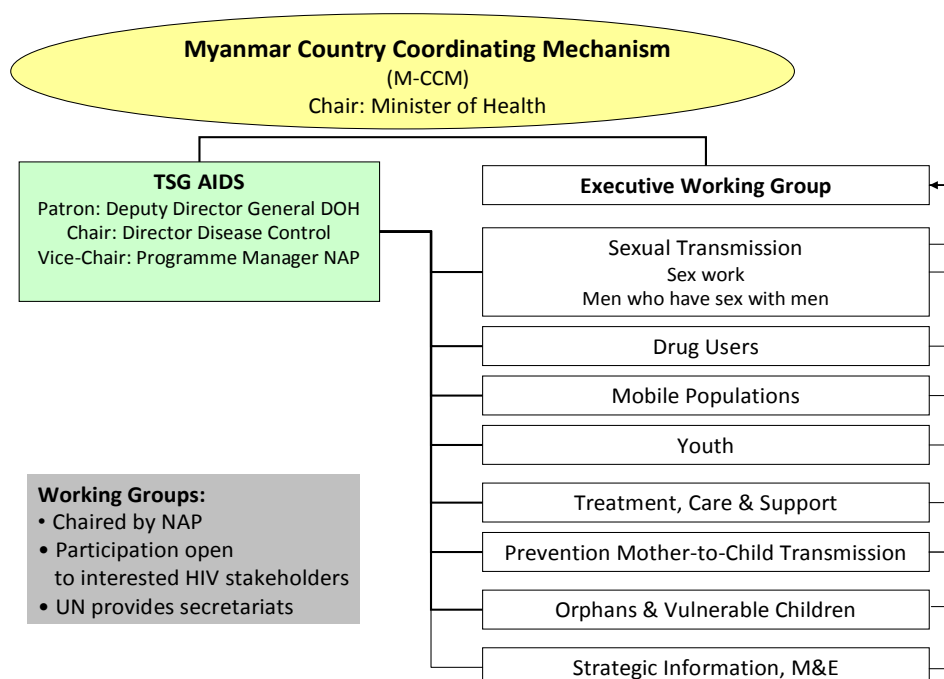 Myanmar Country Coordinating Mechanism
(M-CCM)
Chair: Minister of Health
TSG AIDS
Patron: Deputy Director General DOH
Chair: Director Disease Control
Vice-Chair: Programme Manager NAP
Executive Working Group
Sexual Transmission
Sex work
Men who have sex with men
Drug Users
Mobile Populations
Youth
Treatment, Care & Support
Prevention Mother-to-Child Transmission
Orphans & Vulnerable Children
Strategic Information, M&E
Working Groups:
• Chaired by NAP
• Participation open
to interested HIV stakeholders
• UN provides secretariats